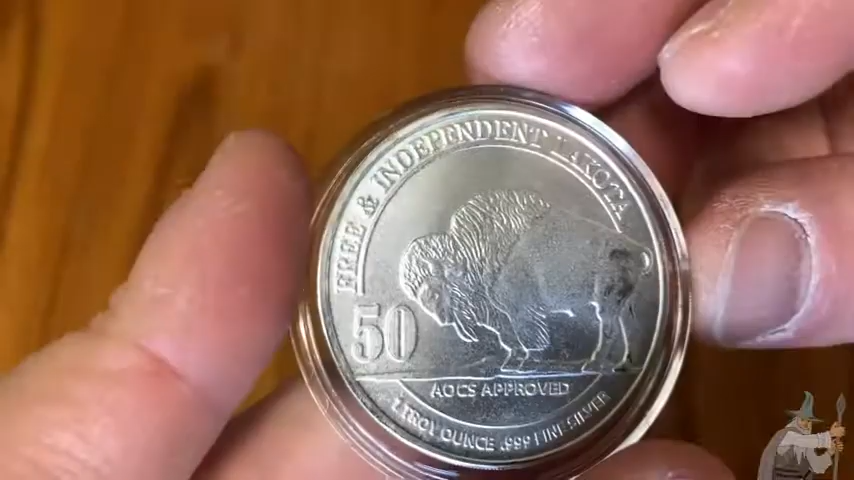 FREE & INDEPENDENT LAKOTA
50
AOCS APPROVED
1 TROY OUNCE .999 FINE SILVER